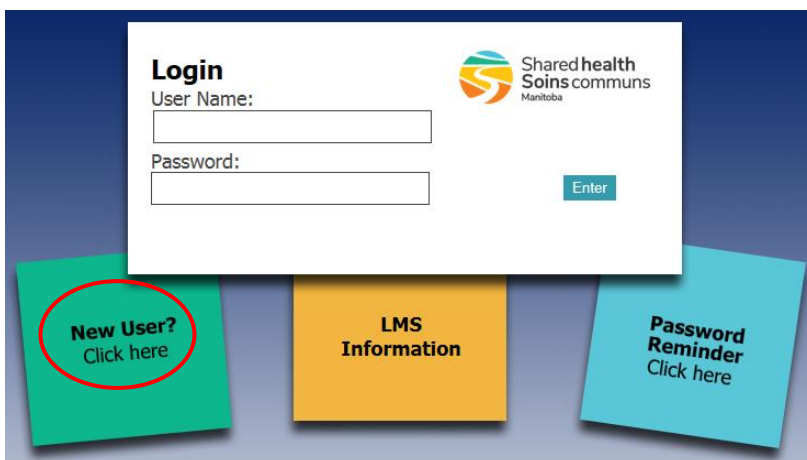 Login
User Name:
Password:
Shared health
Soins communs
Manitoba
Enter
New User?
Click here
LMS
Information
Password
Reminder
Click here